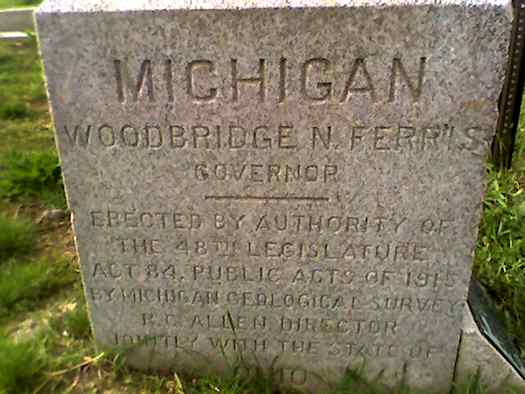 MICHIGAN
WOODBRIDGE N. FERRIS
GOVERNOR
ERECTED BY AUTHORITY OF
THE 48TH LEGISLATURE
ACT 84. PUBLIC ACTS OF 1915
BY MICHIGAN GEOLOGICAL SURVEY
R.C. ALLEN DIRECTOR
JOINTLY WITH THE STATE OF
OHIO